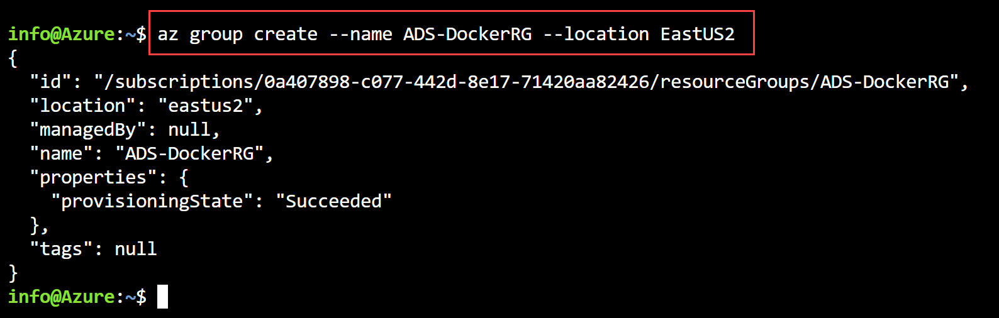 info@Azure:~$ az group create --name ADS-DockerRG --location EastUS2
{
  "id": "/subscriptions/0a407898-c077-442d-8e17-71420aa82426/resourceGroups/ADS-DockerRG",
  "location": "eastus2",
  "managedBy": null,
  "name": "ADS-DockerRG",
  "properties": {
    "provisioningState": "Succeeded"
  },
  "tags": null
}
info@Azure:~$